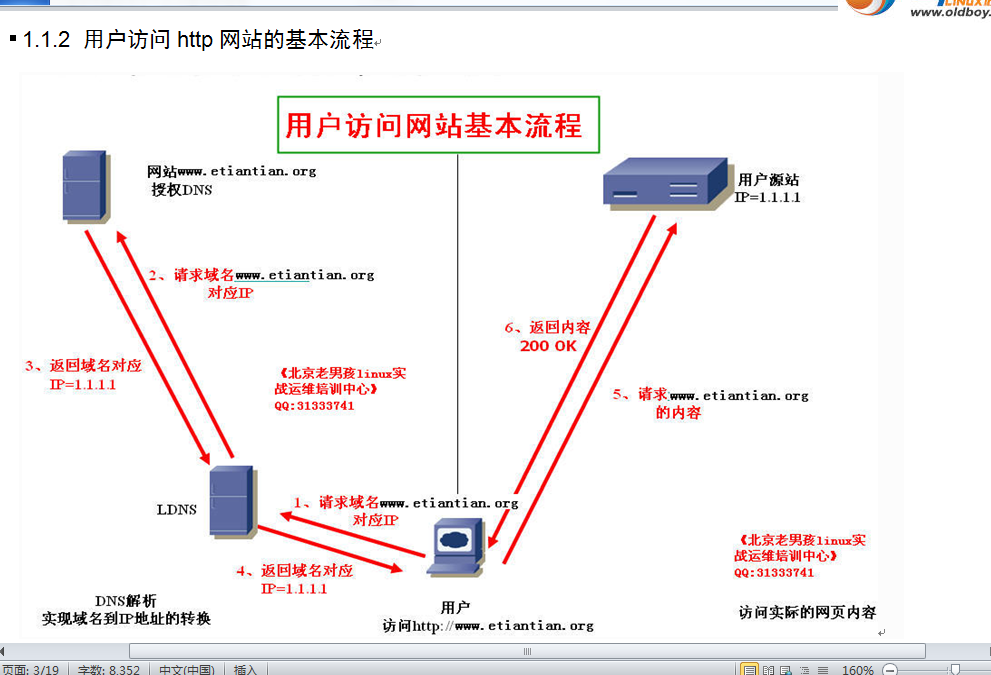 LINUX
www.oldboy.
1.1.2 用户访问 http 网站的基本流程
用户访问网站基本流程
网站www.etiantian.org
授权DNS
用户源站
IP=1.1.1.1
2、请求域名www.etiantian.org
对应IP
6、返回内容
200 OK
3、返回域名对应
IP=1.1.1.1
《北京老男孩linux实
战运维培训中心》
QQ:31333741
5、请求www.etiantian.org
的内容
LDNS
1、请求域名www.etiantian.org
对应IP
4、返回域名对应
IP=1.1.1.1
《北京老男孩linux实
战运维培训中心》
QQ:31333741
DNS解析
实现域名到IP地址的转换
用户
访问http://www.etiantian.org
访问实际的网页内容
页面: 3/19 字数: 8,352 中文(中国) 插入 160%